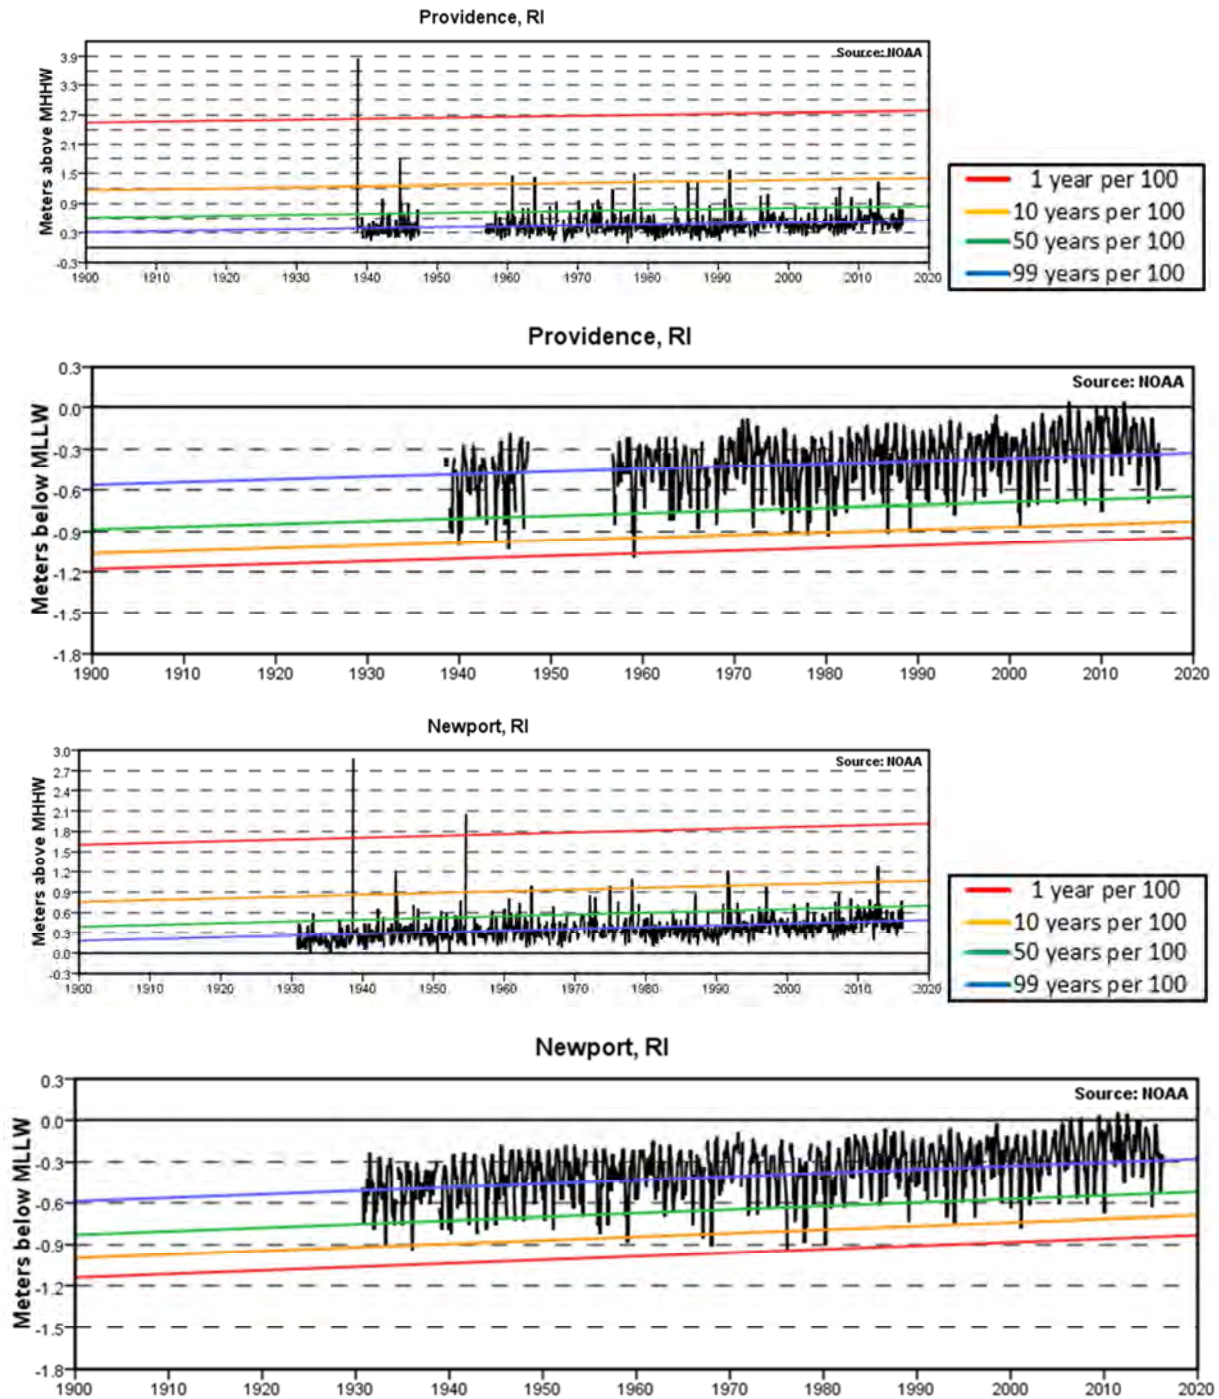 Providence, RI
Source: NOAA
Meters above MHHW
3.9
3.3
2.7
2.1
1.5
0.9
0.3
-0.3
1900 1910 1920 1930 1940 1950 1960 1970 1980 1990 2000 2010 2020
1 year per 100
10 years per 100
50 years per 100
99 years per 100
Providence, RI
Source: NOAA
Meters below MLLW
0.3
0.0
-0.3
-0.6
-0.9
-1.2
-1.5
-1.8
1900 1910 1920 1930 1940 1950 1960 1970 1980 1990 2000 2010 2020
Newport, RI
Source: NOAA
Meters above MHHW
3.0
2.7
2.4
2.1
1.8
1.5
1.2
0.9
0.6
0.3
0.0
-0.3
1900 1910 1920 1930 1940 1950 1960 1970 1980 1990 2000 2010 2020
1 year per 100
10 years per 100
50 years per 100
99 years per 100
Newport, RI
Source: NOAA
Meters below MLLW
0.3
0.0
-0.3
-0.6
-0.9
-1.2
-1.5
-1.8
1900 1910 1920 1930 1940 1950 1960 1970 1980 1990 2000 2010 2020